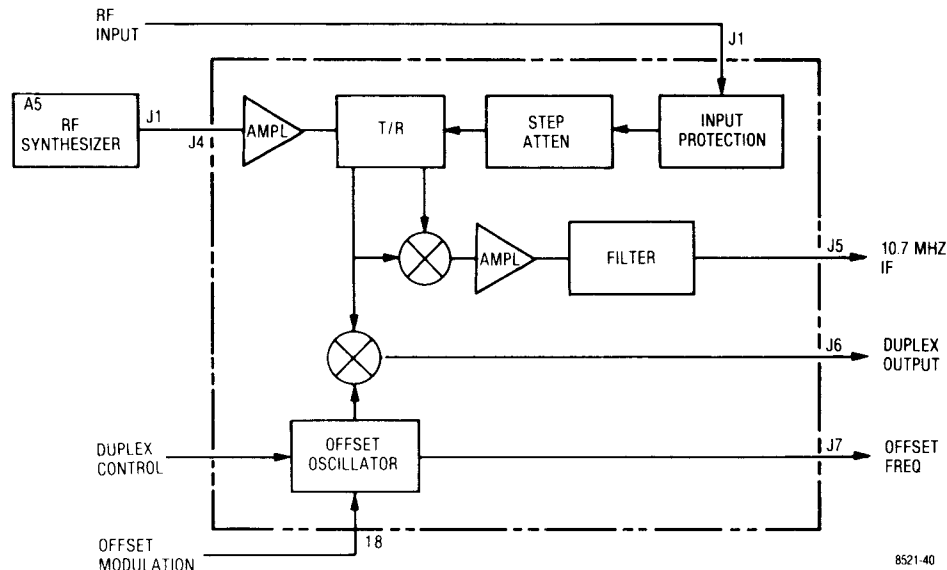 RF
INPUT
J1
A5
RF
SYNTHESIZER
J1
J4
AMPL
T/R
STEP
ATTEN
INPUT
PROTECTION
AMPL
FILTER
J5
10.7 MHZ
IF
J6
DUPLEX
OUTPUT
DUPLEX
CONTROL
OFFSET
OSCILLATOR
J7
OFFSET
FREQ
18
OFFSET
MODULATION
8521-40